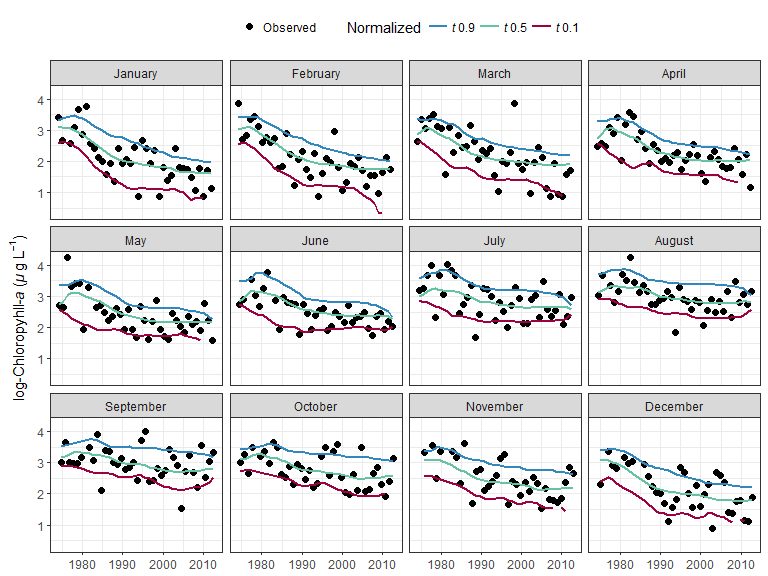 Observed Normalized t 0.9 t 0.5 t 0.1
January February March April
4
3
2
1
May June July August
4
3
2
1
log-Chloropyhll-a (μ g L−1)
September October November December
4
3
2
1
1980 1990 2000 2010 1980 1990 2000 2010 1980 1990 2000 2010 1980 1990 2000 2010